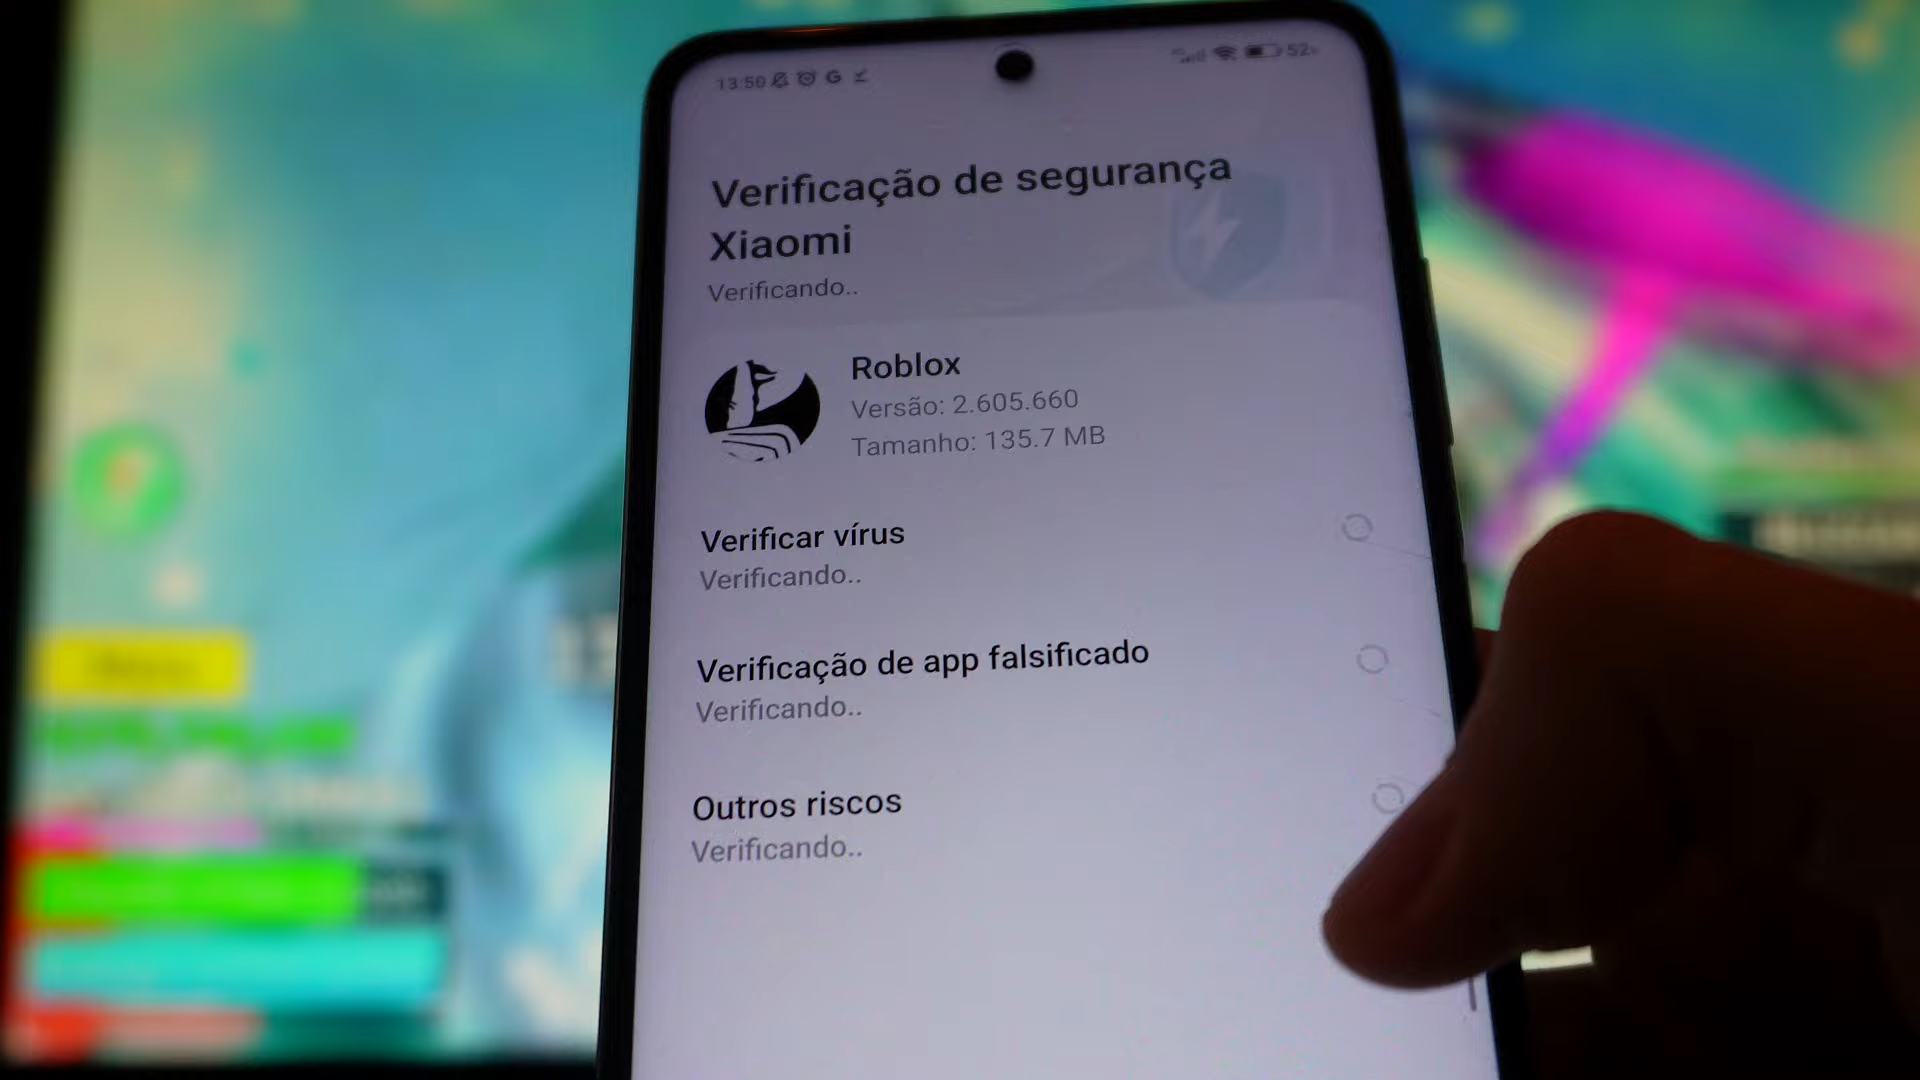 13:50
52
Verificação de segurança
Xiaomi
Verificando..
Roblox
Versão: 2.605.660
Tamanho: 135.7 MB
Verificar vírus
Verificando..
Verificação de app falsificado
Verificando..
Outros riscos
Verificando..